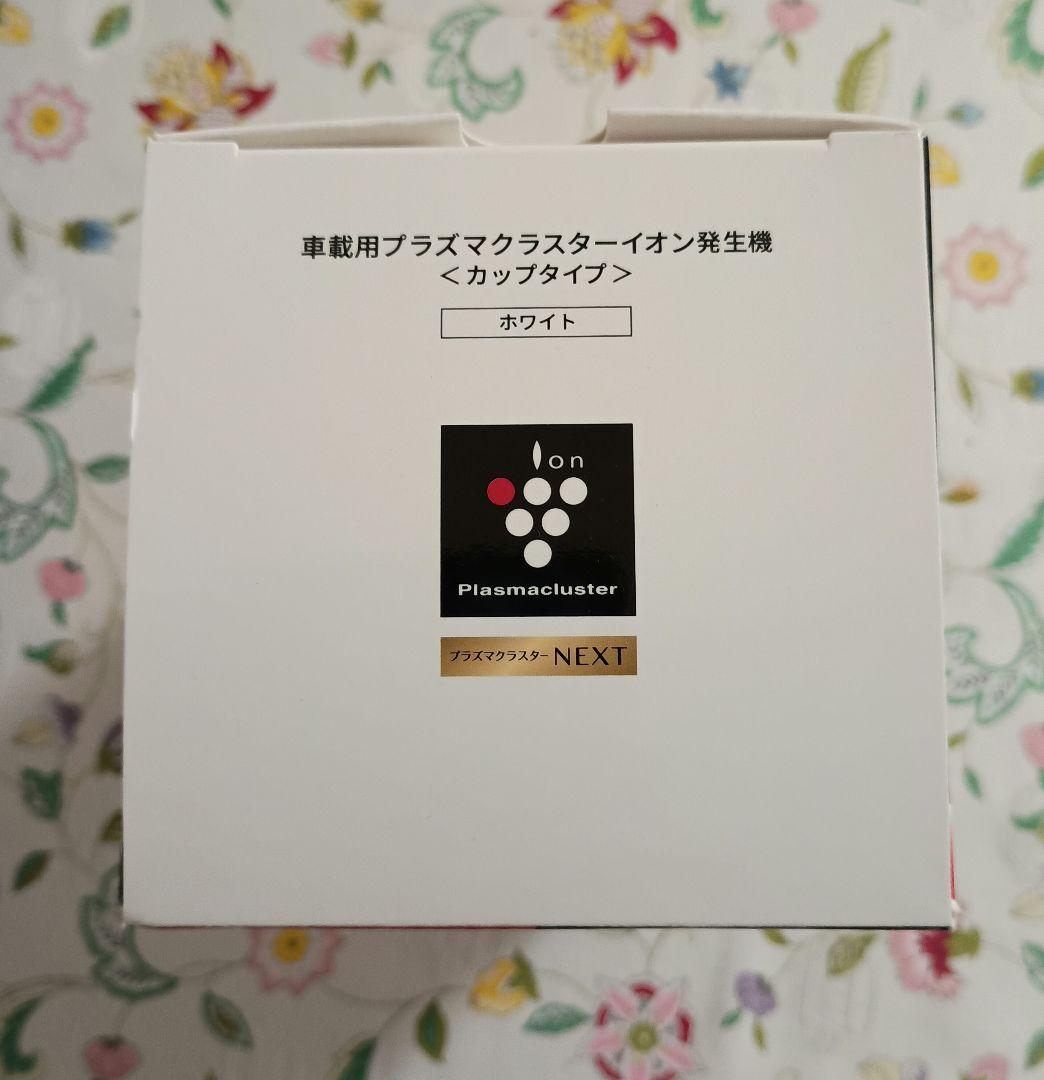 車載用プラズマクラスターイオン発生機
＜カップタイプ＞
ホワイト
Ion
Plasmacluster
プラズマクラスター NEXT